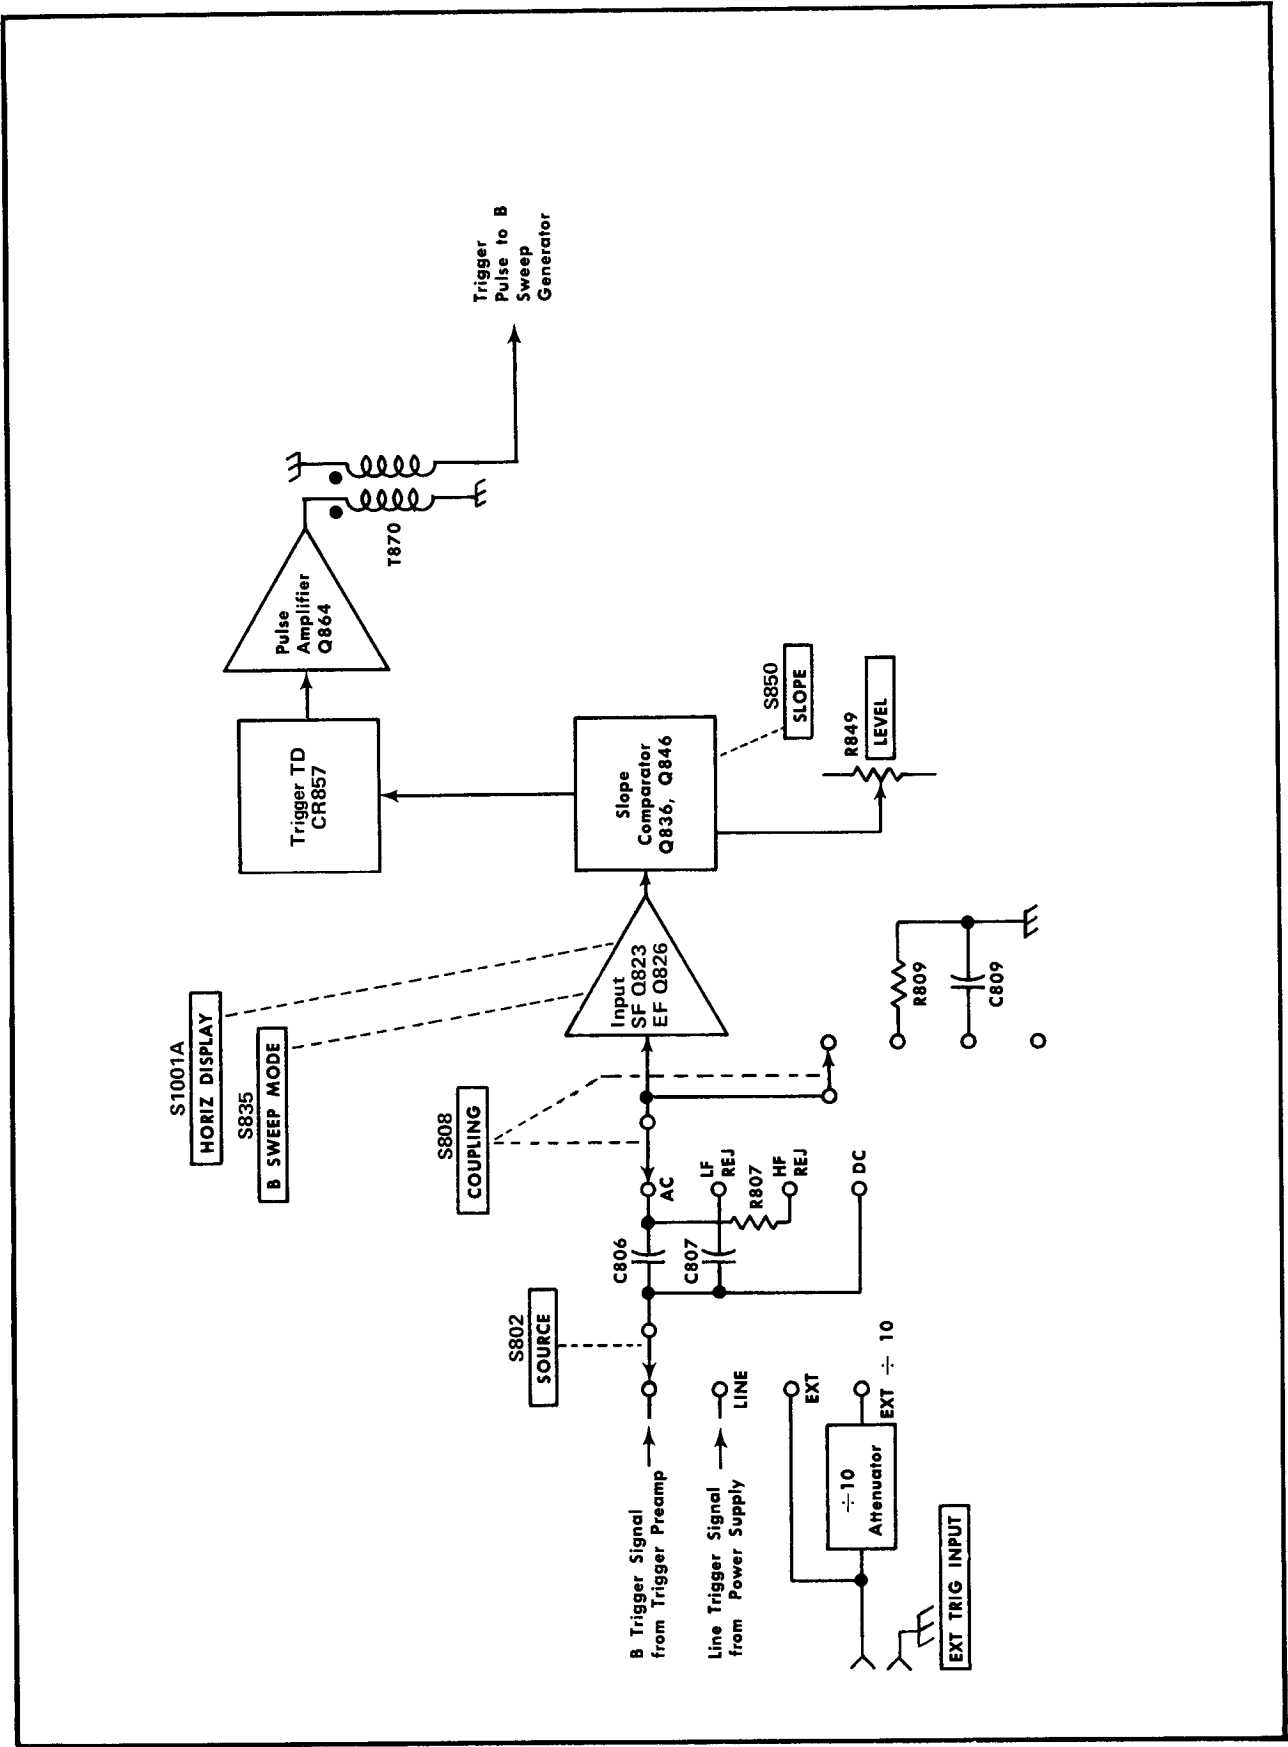 S1001A
HORIZ DISPLAY
S835
B SWEEP MODE
S808
COUPLING
S802
SOURCE
B Trigger Signal
from Trigger Preamp
Line Trigger Signal
from Power Supply
LINE
EXT
EXT ÷ 10
÷10
Attenuator
EXT TRIG INPUT
C806
C807
AC
LF
REJ
R807
HF
REJ
DC
R809
C809
Input
SF Q823
EF Q826
Slope
Comparator
Q836, Q846
S850
SLOPE
R849
LEVEL
Trigger TD
CR857
Pulse
Amplifier
Q864
T870
Trigger
Pulse to B
Sweep
Generator